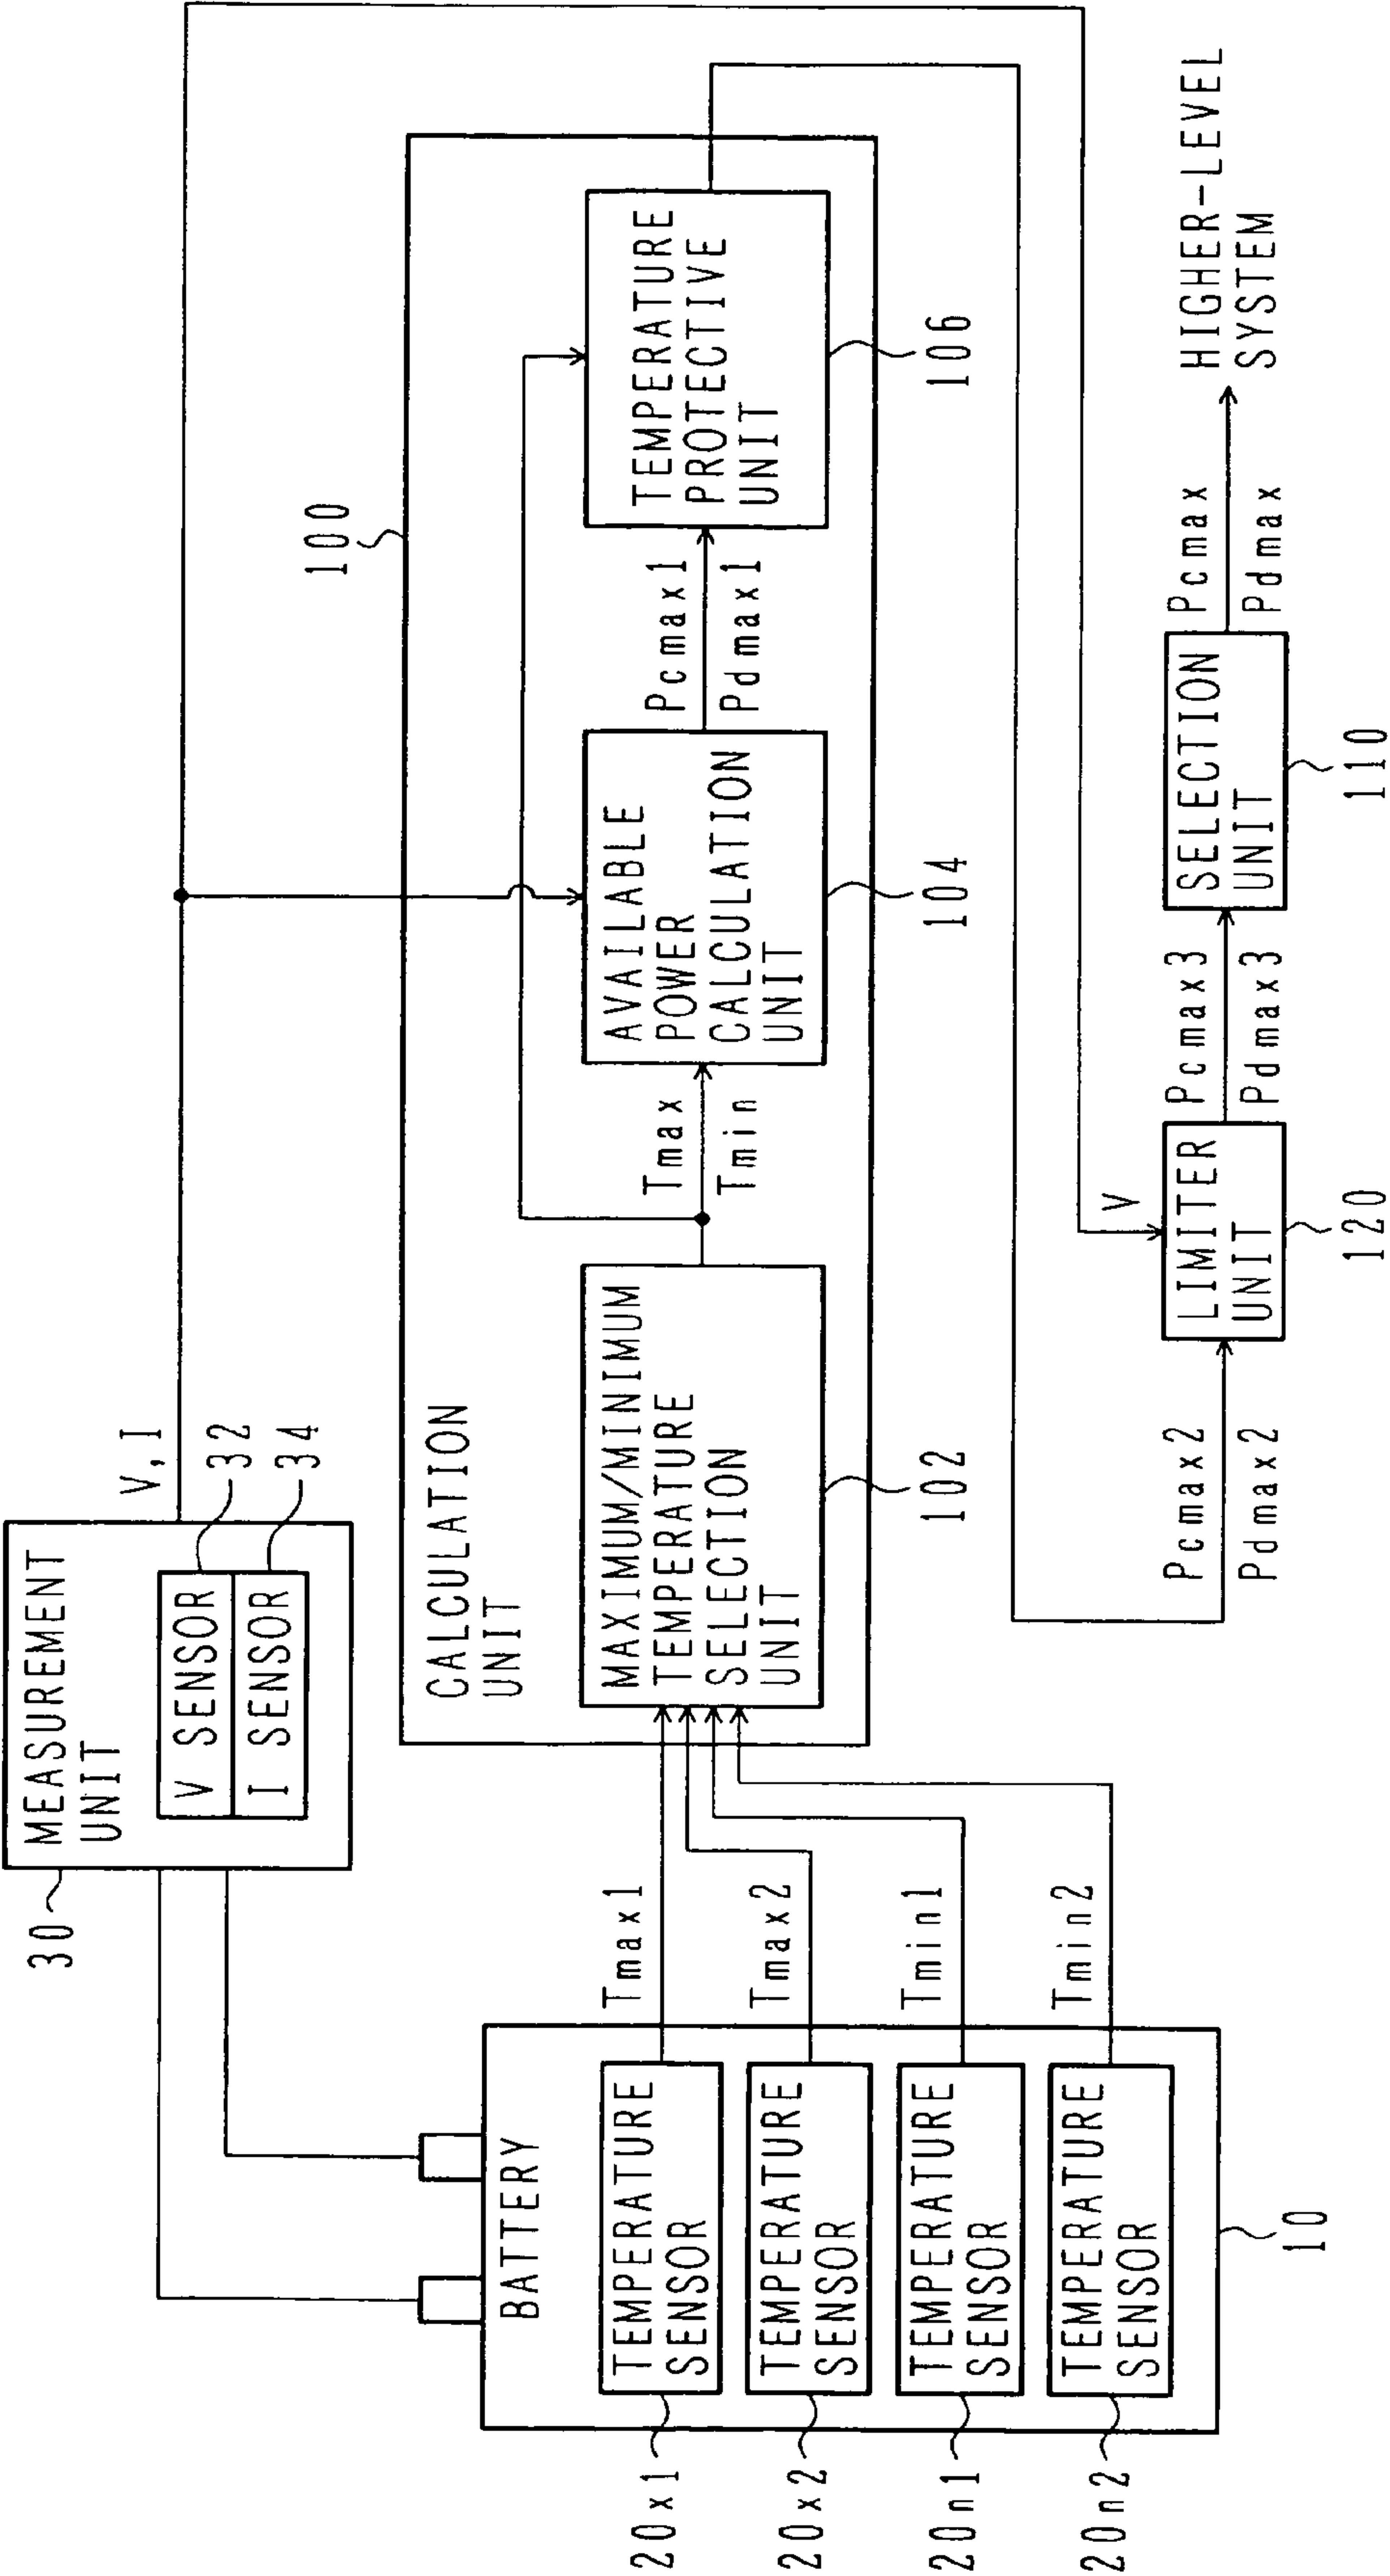 30
MEASUREMENT
UNIT
V SENSOR
I SENSOR
V, I
32
34
100
CALCULATION
UNIT
MAXIMUM/MINIMUM
TEMPERATURE
SELECTION
UNIT
102
Tmax
Tmin
AVAILABLE
POWER
CALCULATION
UNIT
104
Pcmax1
Pdmax1
TEMPERATURE
PROTECTIVE
UNIT
106
BATTERY
10
20x1
TEMPERATURE
SENSOR
Tmax1
20x2
TEMPERATURE
SENSOR
Tmax2
20n1
TEMPERATURE
SENSOR
Tmin1
20n2
TEMPERATURE
SENSOR
Tmin2
Pcmax2
Pdmax2
V
LIMITER
UNIT
120
Pcmax3
Pdmax3
SELECTION
UNIT
110
Pcmax
Pdmax
HIGHER-LEVEL
SYSTEM